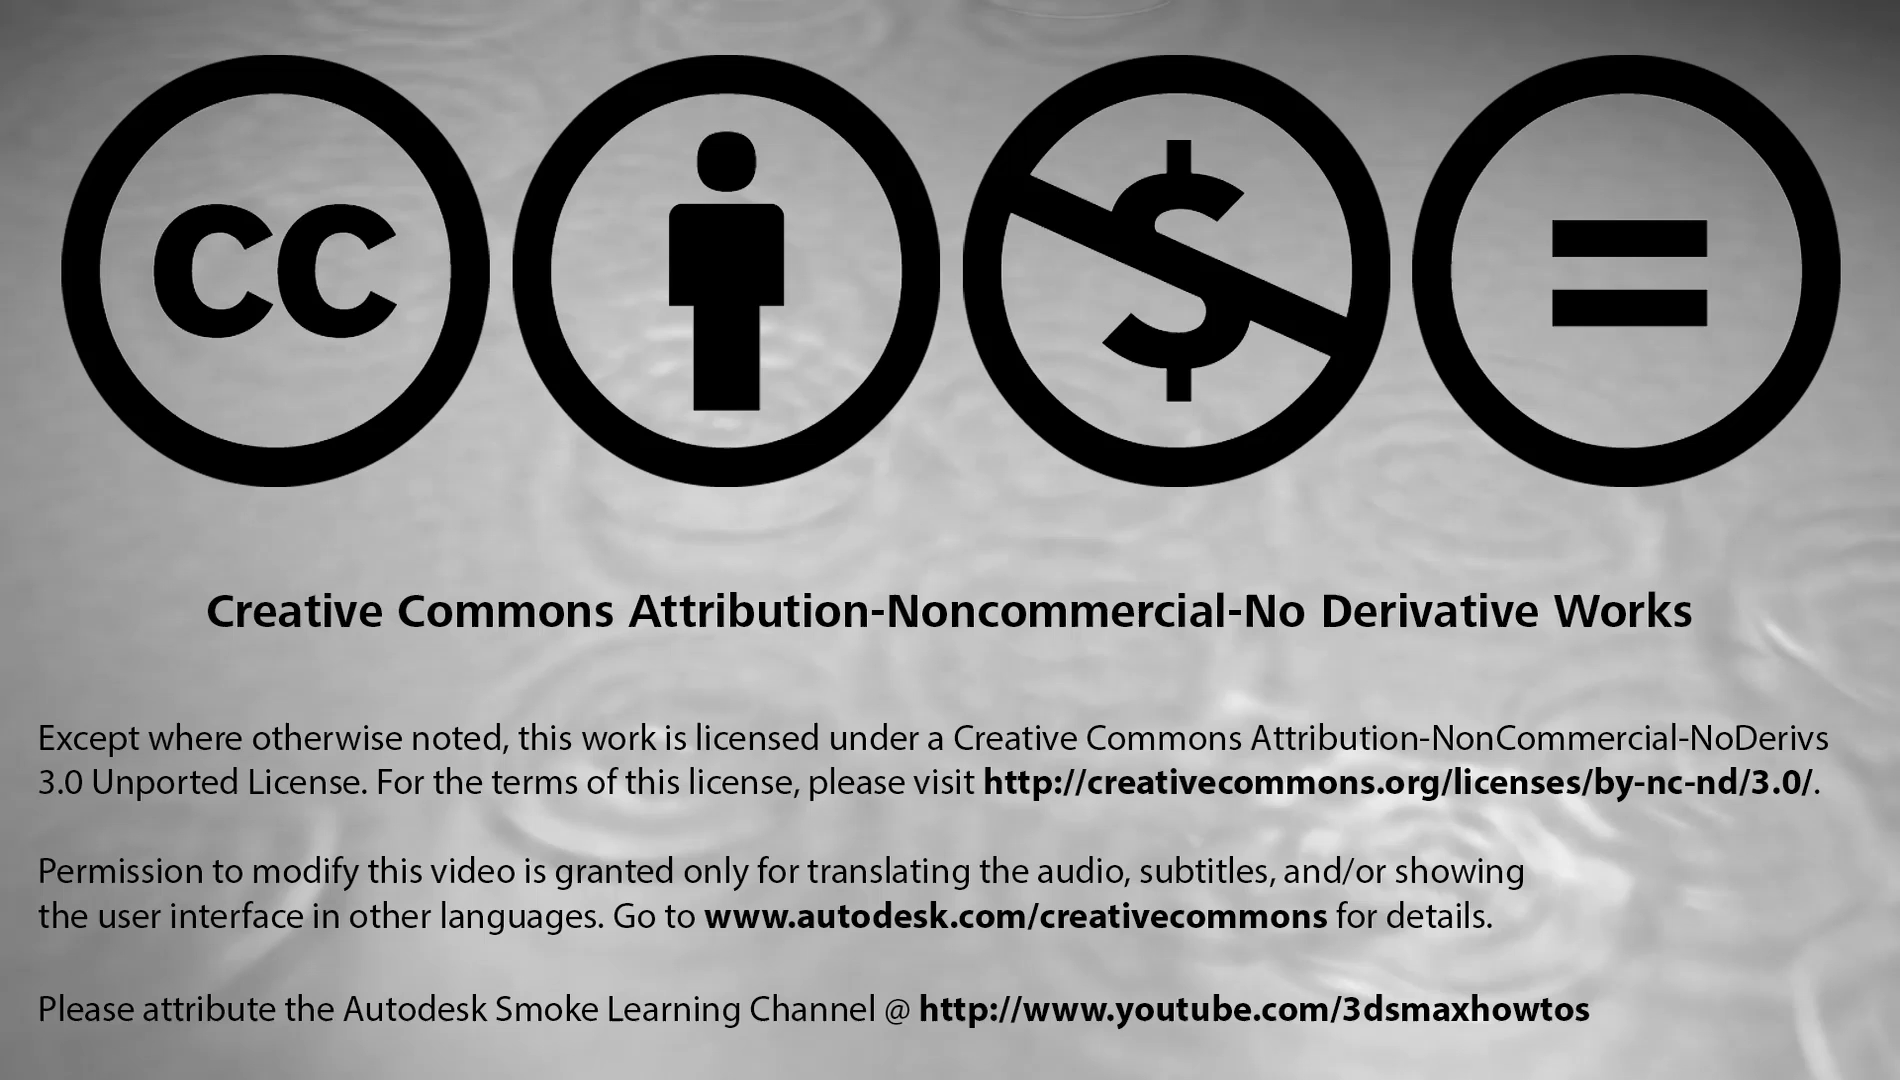 cc
$
=
Creative Commons Attribution-Noncommercial-No Derivative Works
Except where otherwise noted, this work is licensed under a Creative Commons Attribution-NonCommercial-NoDerivs
3.0 Unported License. For the terms of this license, please visit http://creativecommons.org/licenses/by-nc-nd/3.0/.
Permission to modify this video is granted only for translating the audio, subtitles, and/or showing
the user interface in other languages. Go to www.autodesk.com/creativecommons for details.
Please attribute the Autodesk Smoke Learning Channel @ http://www.youtube.com/3dsmaxhowtos